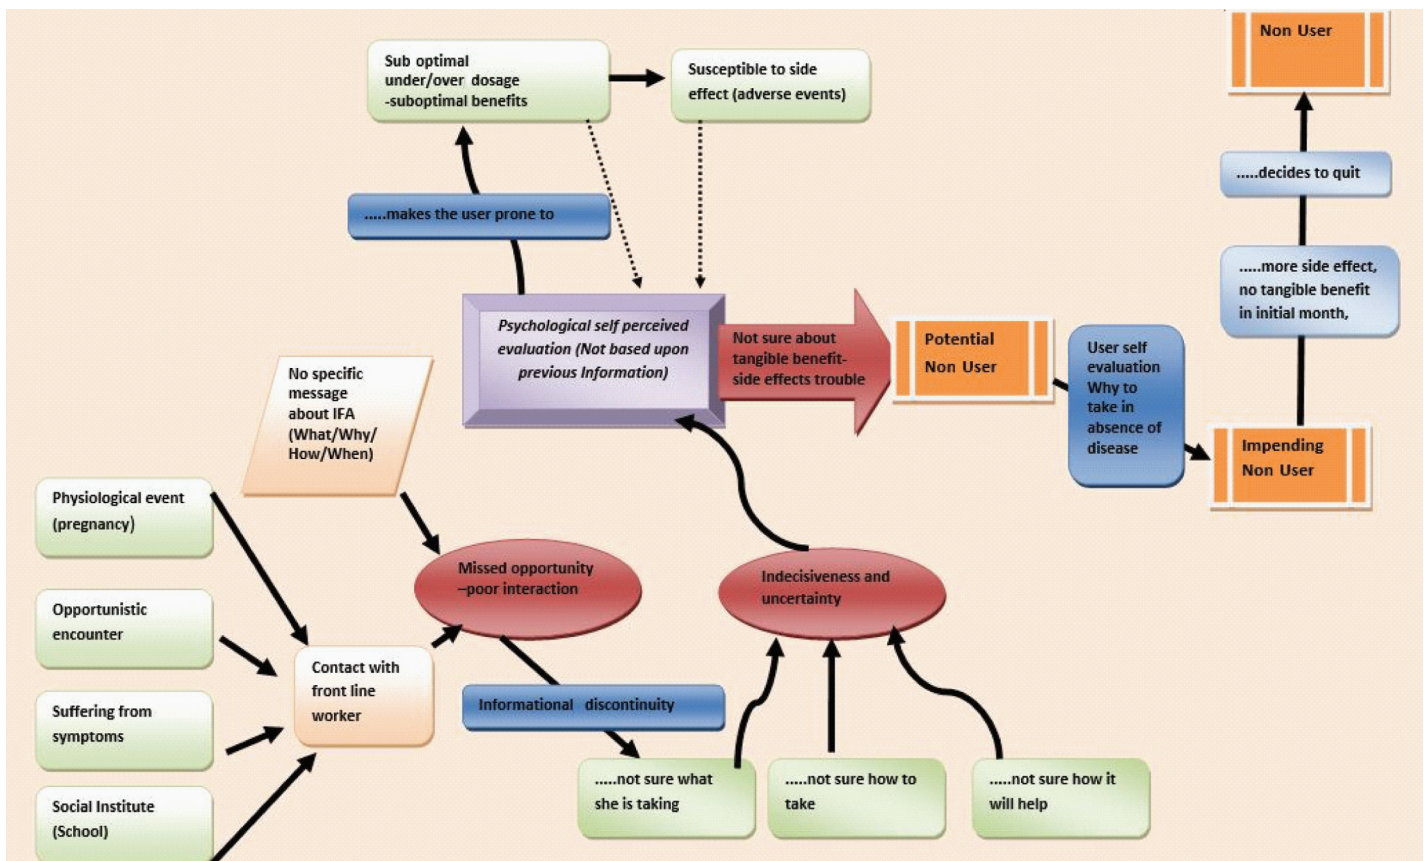 Non User
Sub optimal
under/over dosage
-suboptimal benefits
Susceptible to side
effect (adverse events)
.....decides to quit
.....makes the user prone to
.....more side effect,
no tangible benefit
in initial month,
Psychological self perceived
evaluation (Not based upon
previous Information)
Not sure about
tangible benefit-
side effects trouble
Potential
Non User
User self
evaluation
Why to
take in
absence of
disease
Impending
Non User
No specific
message
about IFA
(What/Why/
How/When)
Physiological event
(pregnancy)
Missed opportunity
–poor interaction
Indecisiveness and
uncertainty
Opportunistic
encounter
Contact with
front line
worker
Suffering from
symptoms
Informational discontinuity
Social Institute
(School)
.....not sure what
she is taking
.....not sure how to
take
.....not sure how it
will help